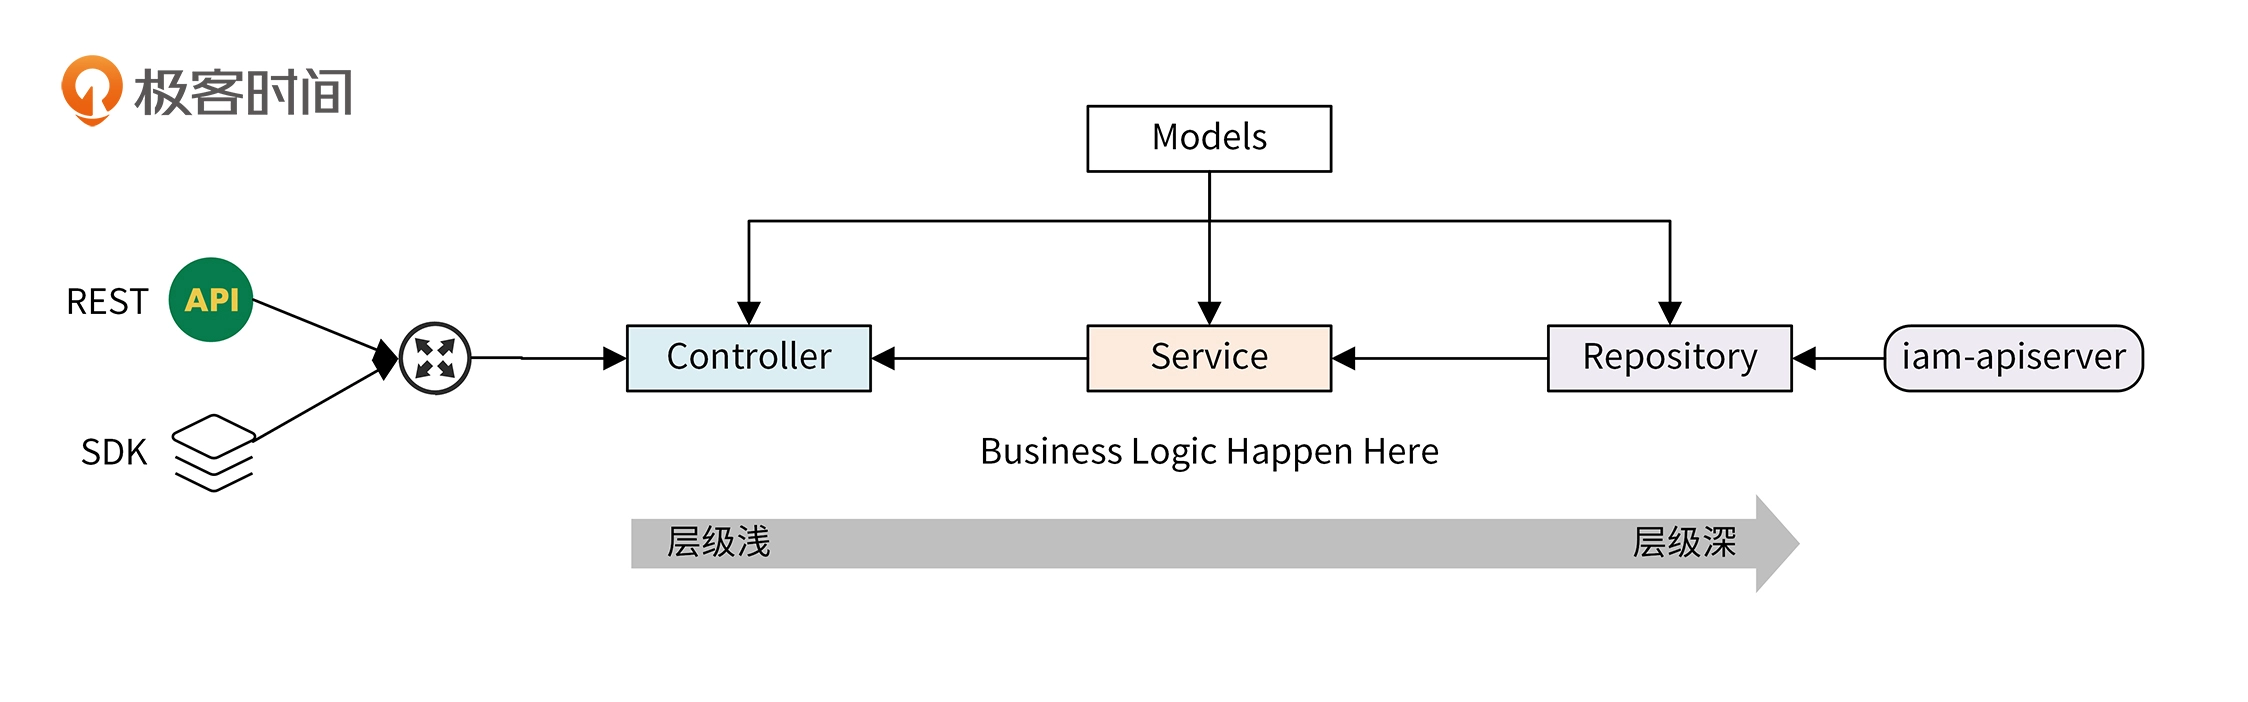 极客时间
Models
REST
API
SDK
Controller
Service
Repository
iam-apiserver
Business Logic Happen Here
层级浅
层级深